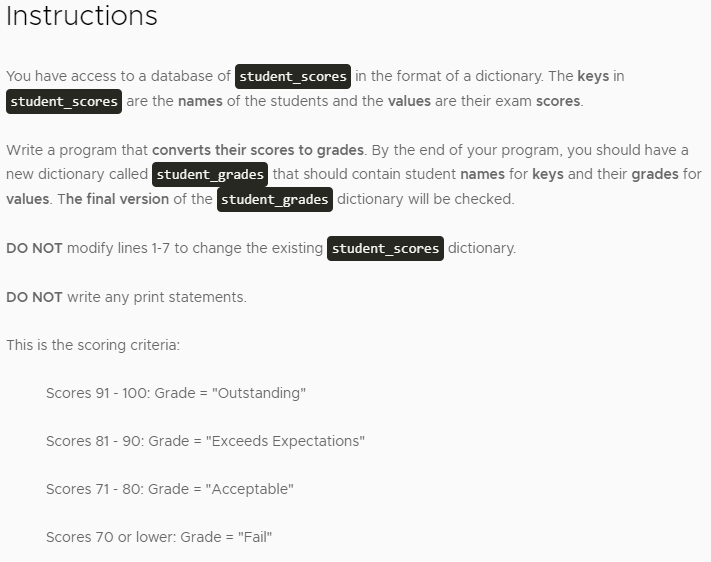 Instructions
You have access to a database of student_scores in the format of a dictionary. The keys in
student_scores are the names of the students and the values are their exam scores.
Write a program that converts their scores to grades. By the end of your program, you should have a
new dictionary called student_grades that should contain student names for keys and their grades for
values. The final version of the student_grades dictionary will be checked.
DO NOT modify lines 1-7 to change the existing student_scores dictionary.
DO NOT write any print statements.
This is the scoring criteria:
Scores 91 - 100: Grade = "Outstanding"
Scores 81 - 90: Grade = "Exceeds Expectations"
Scores 71 - 80: Grade = "Acceptable"
Scores 70 or lower: Grade = "Fail"